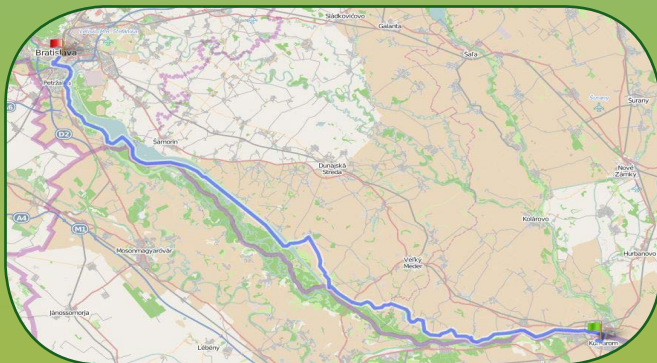 Sládkovičovo
Galanta
Bratislava
Petržalka
Šaľa
Šurany
D2
Šamorín
Dunajská
Streda
Nové
Zámky
A4
M1
Kolárovo
Mosonmagyaróvár
Veľký
Meder
Hurbanovo
Jánossomorja
Lébény
Komárom